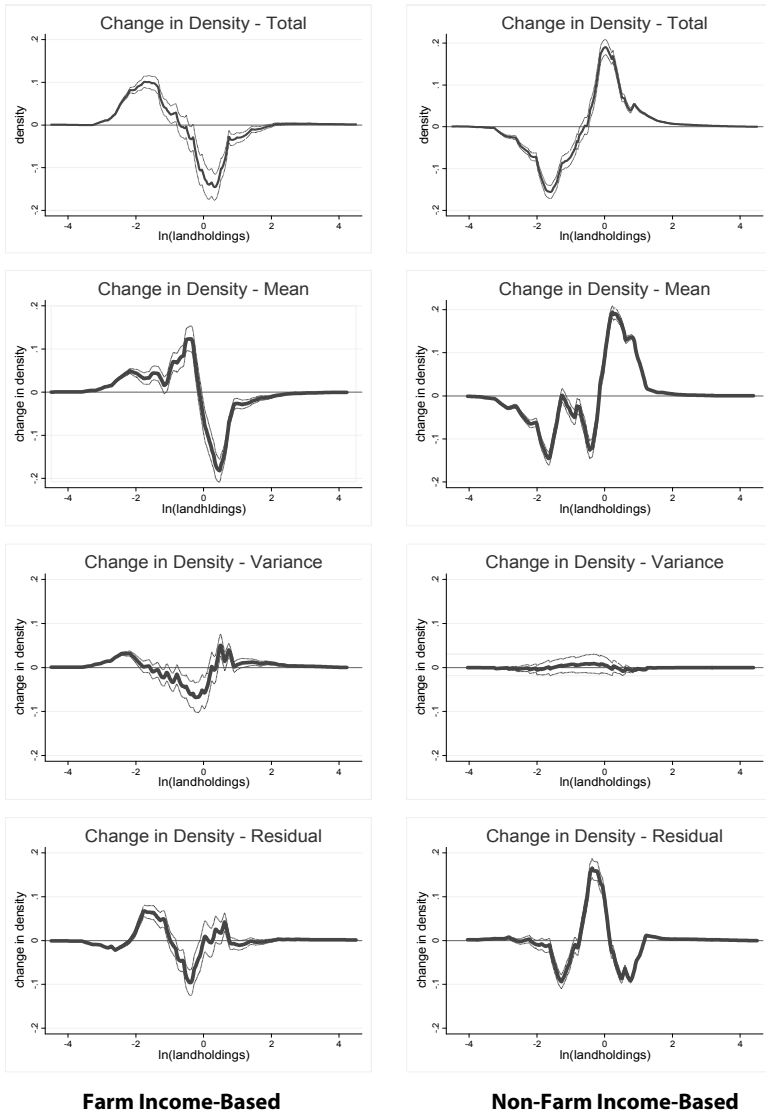 Change in Density - Total
density
.2
.1
0
-.1
-.2
-4 -2 0 2 4
ln(landholdings)
Change in Density - Total
density
.2
.1
0
-.1
-.2
-4 -2 0 2 4
ln(landholdings)
Change in Density - Mean
change in density
.2
.1
0
-.1
-.2
-4 -2 0 2 4
ln(landhldings)
Change in Density - Mean
change in density
.2
.1
0
-.1
-.2
-4 -2 0 2 4
ln(landholdings)
Change in Density - Variance
change in density
.2
.1
0
-.1
-.2
-4 -2 0 2 4
ln(landholdings)
Change in Density - Variance
change in density
.2
.1
0
-.1
-.2
-4 -2 0 2 4
ln(landholdings)
Change in Density - Residual
change in density
.2
.1
0
-.1
-.2
-4 -2 0 2 4
ln(landholdings)
Change in Density - Residual
change in density
.2
.1
0
-.1
-.2
-4 -2 0 2 4
ln(landholdings)
Farm Income-Based
Non-Farm Income-Based